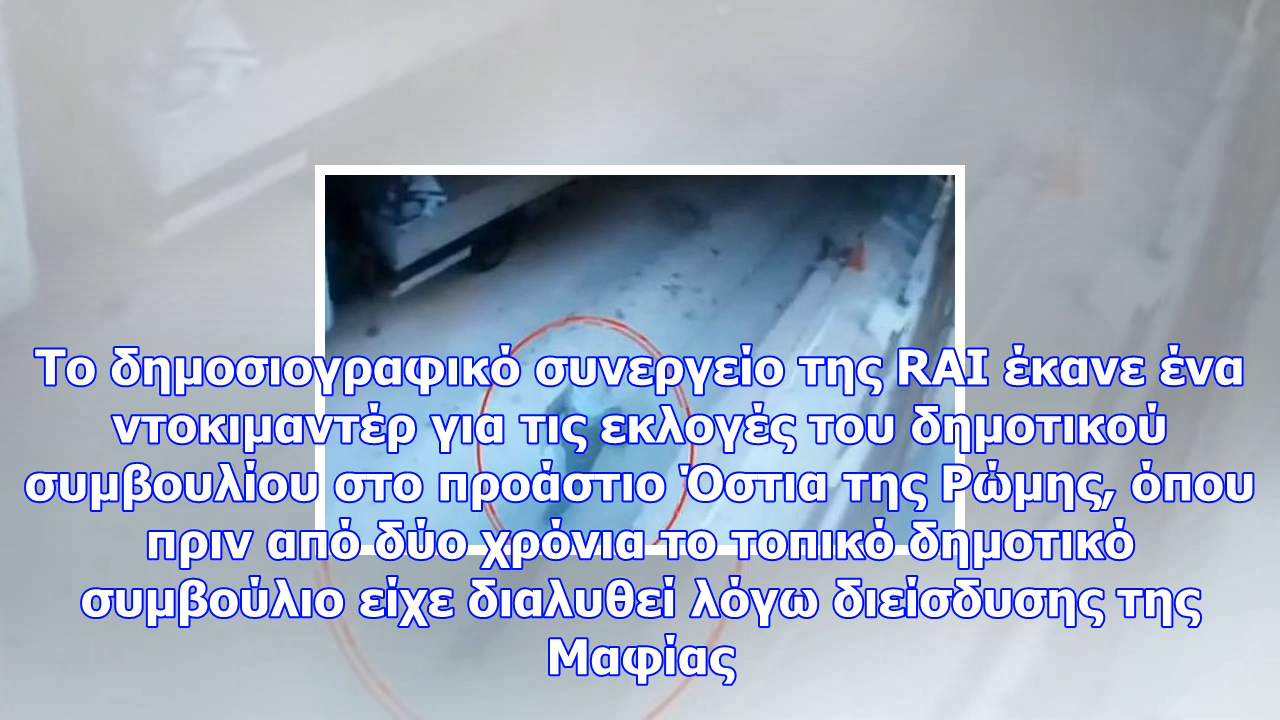 Το δημοσιογραφικό συνεργείο της RAI έκανε ένα
ντοκιμαντέρ για τις εκλογές του δημοτικού
συμβουλίου στο προάστιο Όστια της Ρώμης, όπου
πριν από δύο χρόνια το τοπικό δημοτικό
συμβούλιο είχε διαλυθεί λόγω διείσδυσης της
Μαφίας